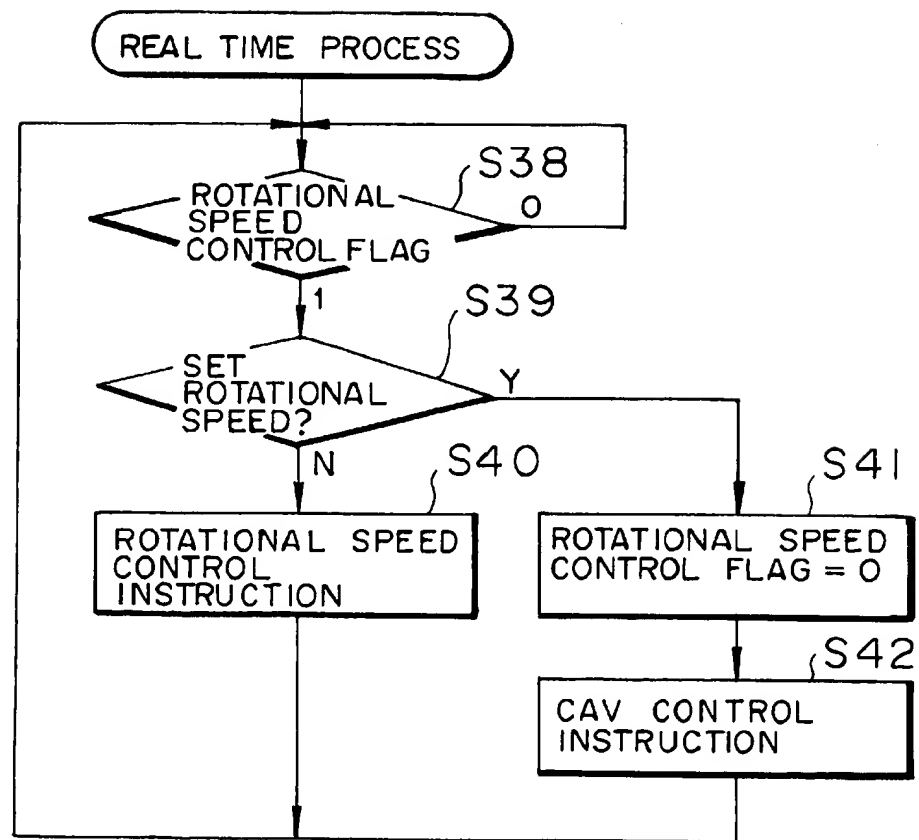 REAL TIME PROCESS
S38
ROTATIONAL
SPEED
CONTROL FLAG
0
1
S39
SET
ROTATIONAL
SPEED?
Y
N
S40
ROTATIONAL SPEED
CONTROL
INSTRUCTION
S41
ROTATIONAL SPEED
CONTROL FLAG = 0
S42
CAV CONTROL
INSTRUCTION